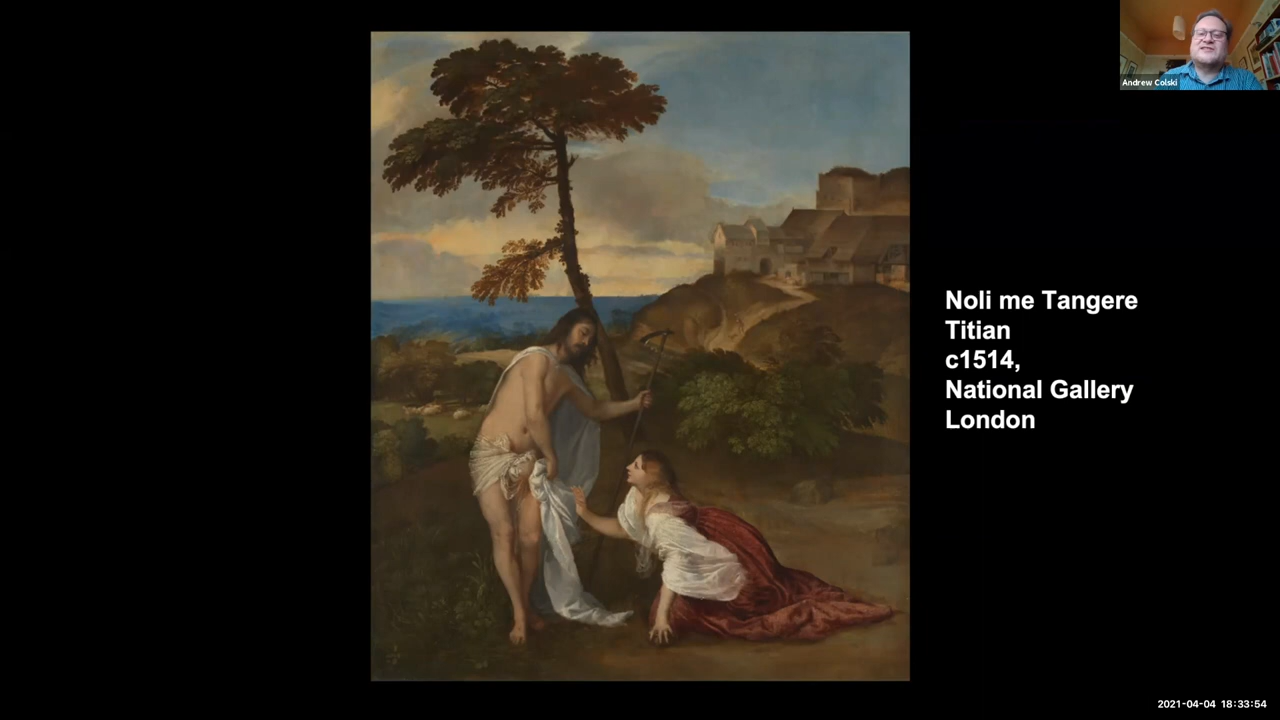 Andrew Colski
Noli me Tangere
Titian
c1514,
National Gallery
London
2021-04-04 18:33:54